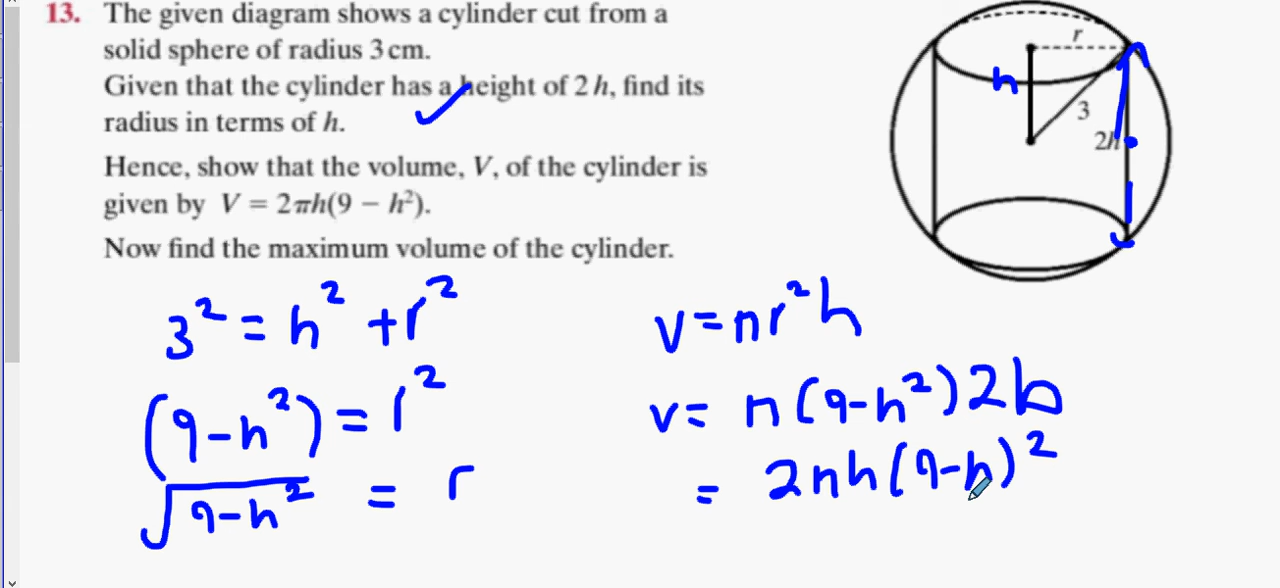 13. The given diagram shows a cylinder cut from a
solid sphere of radius 3 cm.
Given that the cylinder has a height of 2h, find its
radius in terms of h.
Hence, show that the volume, V, of the cylinder is
given by V = 2πh(9 − h²).
Now find the maximum volume of the cylinder.
r
h
3
2h
3² = h² + r²
(9-h²) = r²
√9-h² = r
V = πr²h
V = π(9-h²)2h
= 2πh(9-h)²